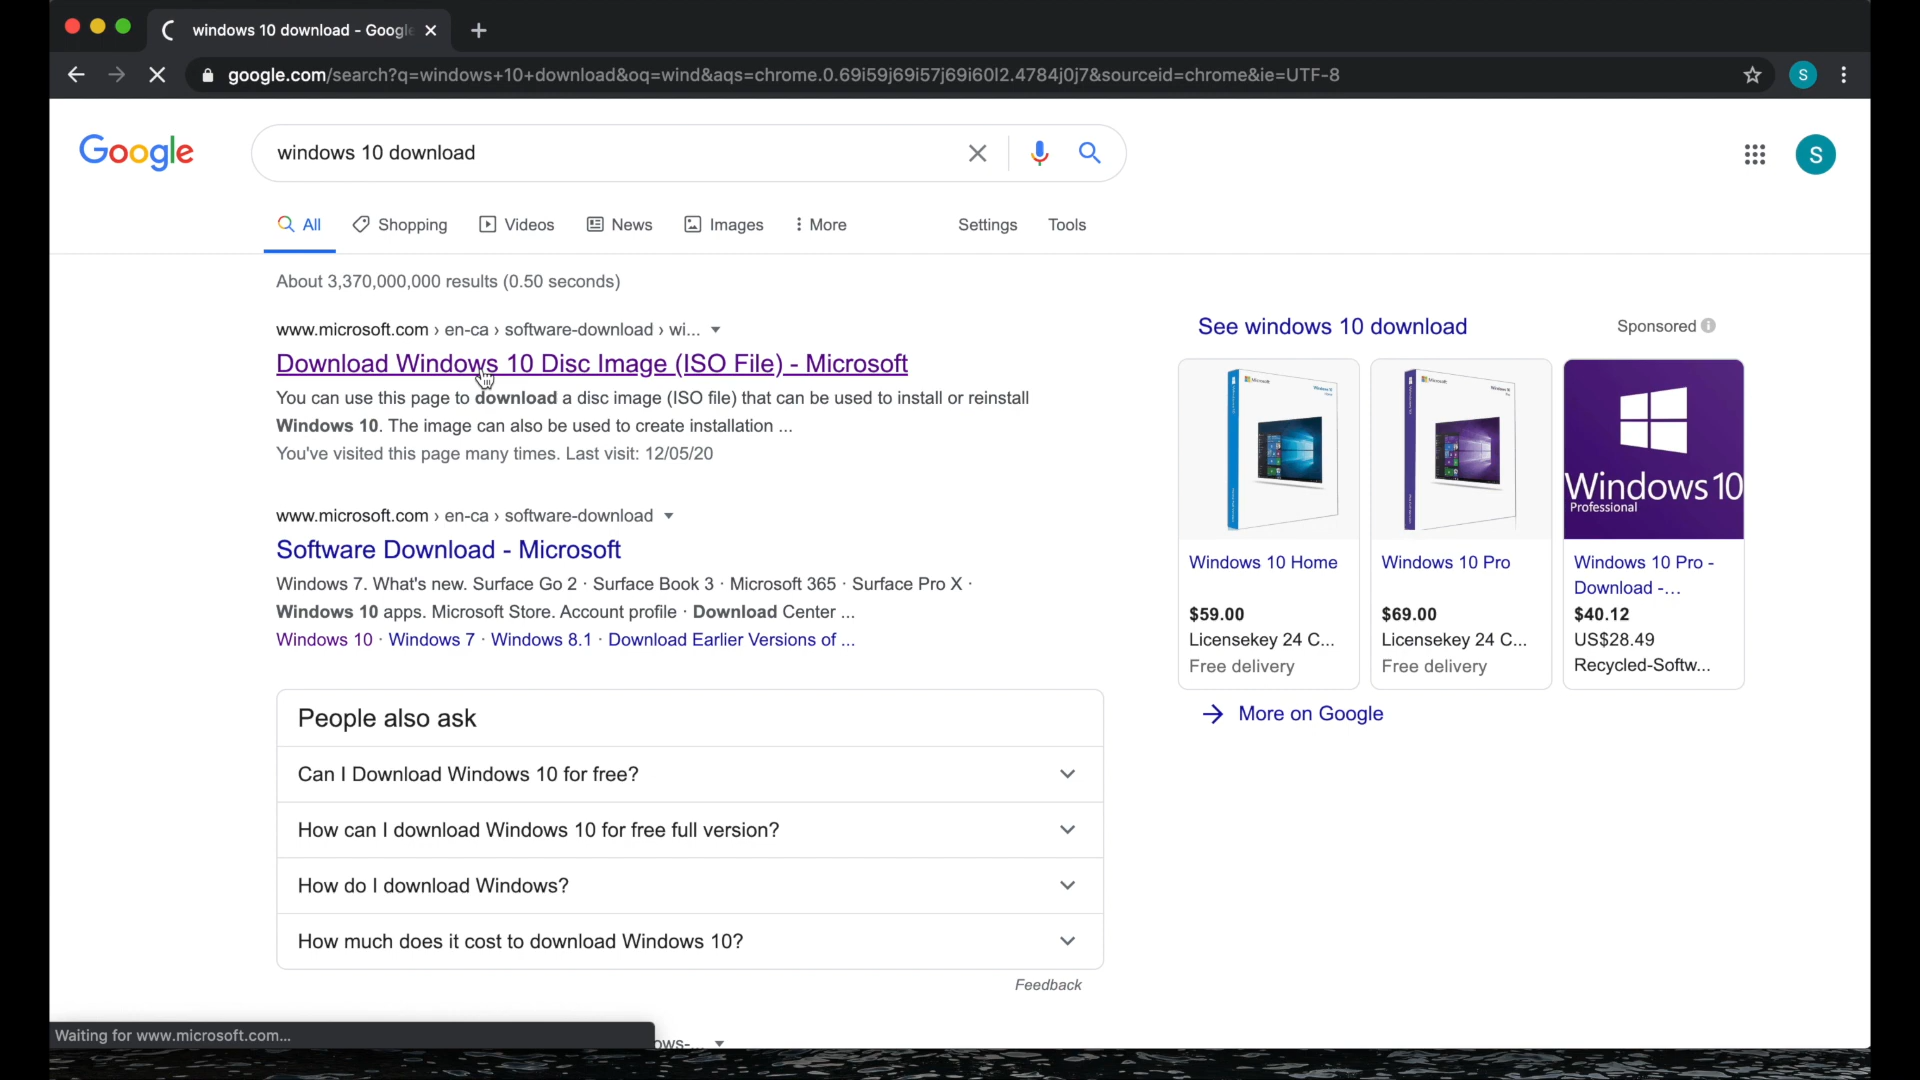 windows 10 download - Google
google.com/search?q=windows+10+download&oq=wind&aqs=chrome.0.69i59j69i57j69i60l2.4784j0j7&sourceid=chrome&ie=UTF-8
S
Google
windows 10 download
S
All
Shopping
Videos
News
Images
More
Settings
Tools
About 3,370,000,000 results (0.50 seconds)
www.microsoft.com › en-ca › software-download › wi...
Download Windows 10 Disc Image (ISO File) - Microsoft
You can use this page to download a disc image (ISO file) that can be used to install or reinstall
Windows 10. The image can also be used to create installation ...
You've visited this page many times. Last visit: 12/05/20
www.microsoft.com › en-ca › software-download
Software Download - Microsoft
Windows 7. What's new. Surface Go 2 · Surface Book 3 · Microsoft 365 · Surface Pro X ·
Windows 10 apps. Microsoft Store. Account profile · Download Center ...
Windows 10 · Windows 7 · Windows 8.1 · Download Earlier Versions of ...
People also ask
Can I Download Windows 10 for free?
How can I download Windows 10 for free full version?
How do I download Windows?
How much does it cost to download Windows 10?
Feedback
ows-...
Waiting for www.microsoft.com...
See windows 10 download
Sponsored
Windows 10
Professional
Windows 10 Home
$59.00
Licensekey 24 C...
Free delivery
Windows 10 Pro
$69.00
Licensekey 24 C...
Free delivery
Windows 10 Pro -
Download -...
$40.12
US$28.49
Recycled-Softw...
More on Google